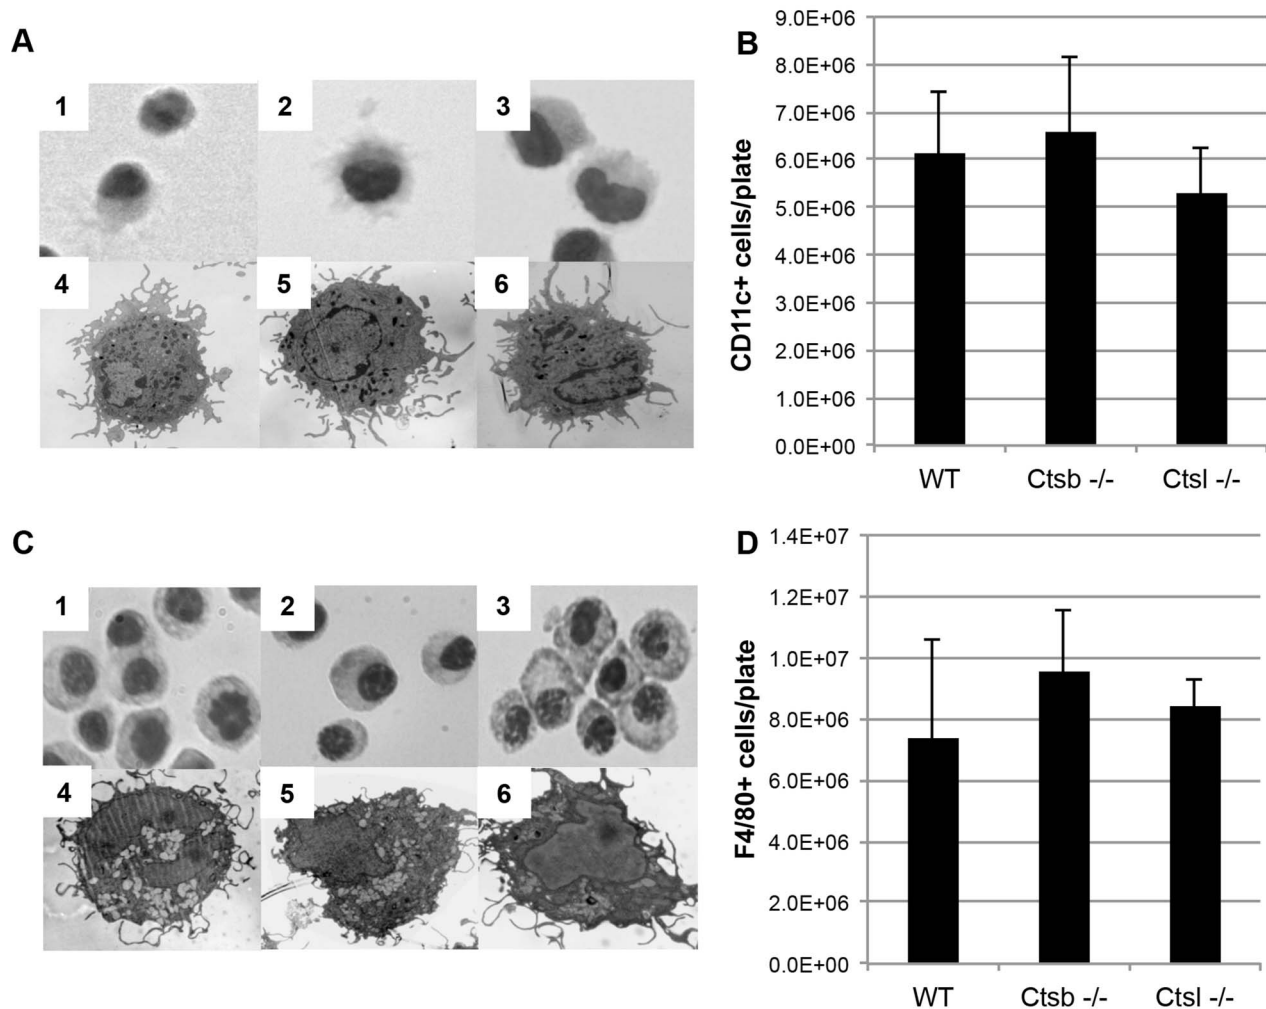 A
1
2
3
4
5
6
B
CD11c+ cells/plate
9.0E+06
8.0E+06
7.0E+06
6.0E+06
5.0E+06
4.0E+06
3.0E+06
2.0E+06
1.0E+06
0.0E+00
WT
Ctsb -/-
Ctsl -/-
C
1
2
3
4
5
6
D
F4/80+ cells/plate
1.4E+07
1.2E+07
1.0E+07
8.0E+06
6.0E+06
4.0E+06
2.0E+06
0.0E+00
WT
Ctsb -/-
Ctsl -/-